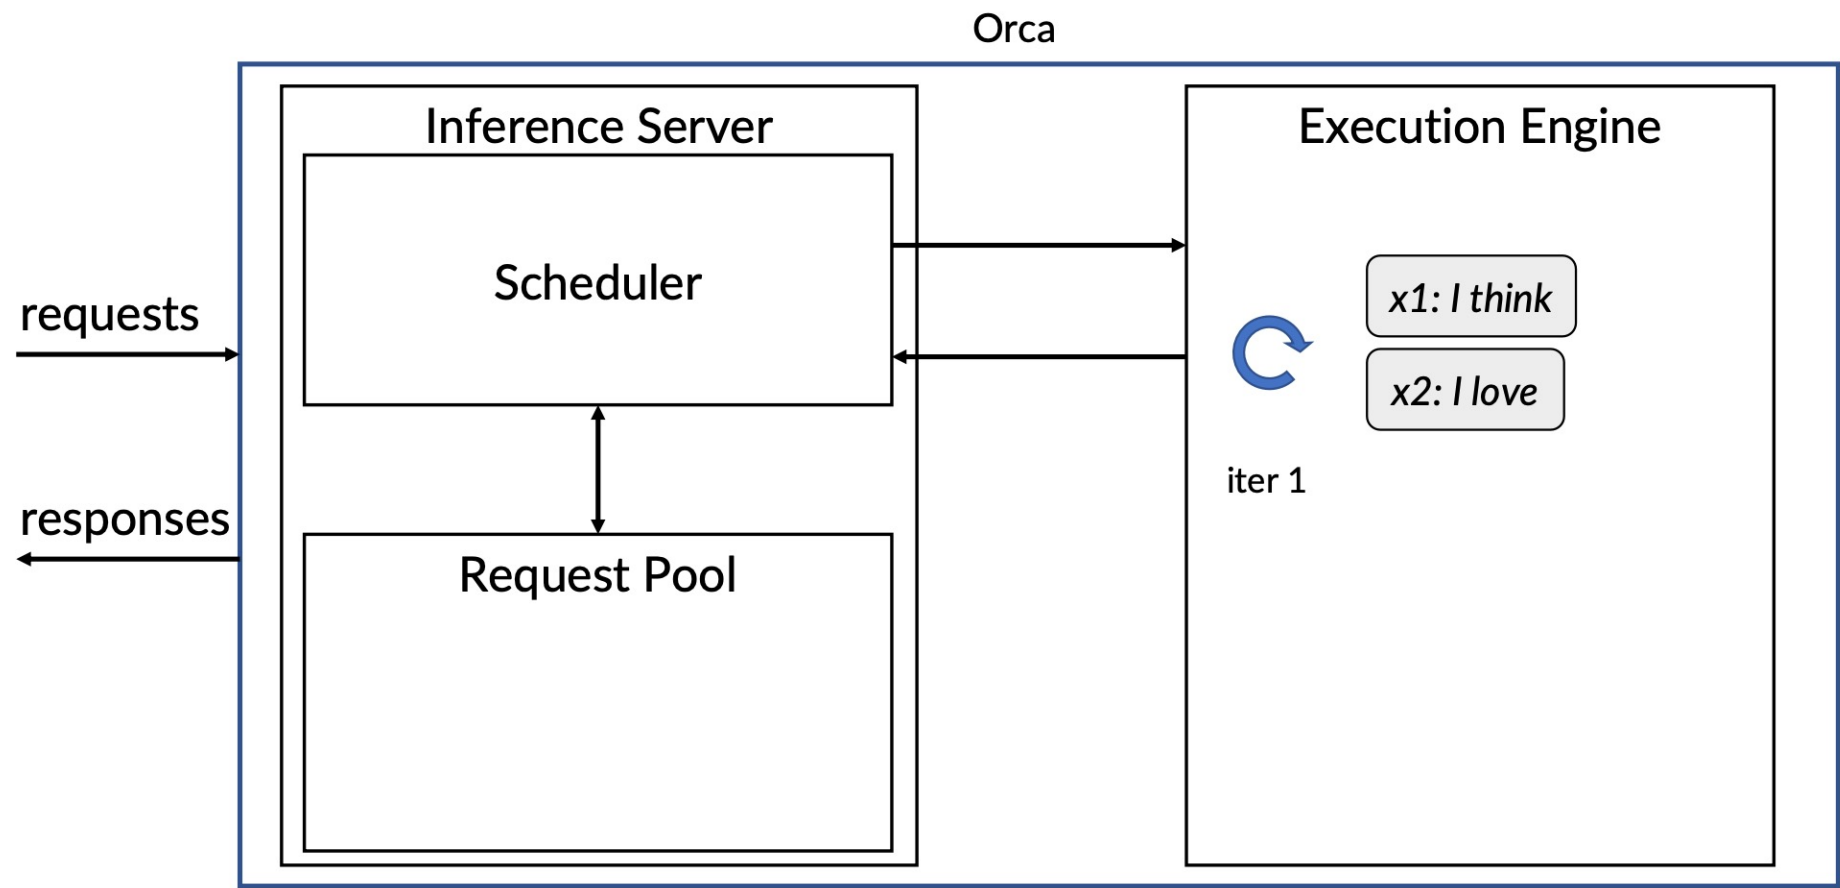 Orca
Inference Server
Scheduler
Request Pool
requests
responses
Execution Engine
x1: I think
x2: I love
iter 1